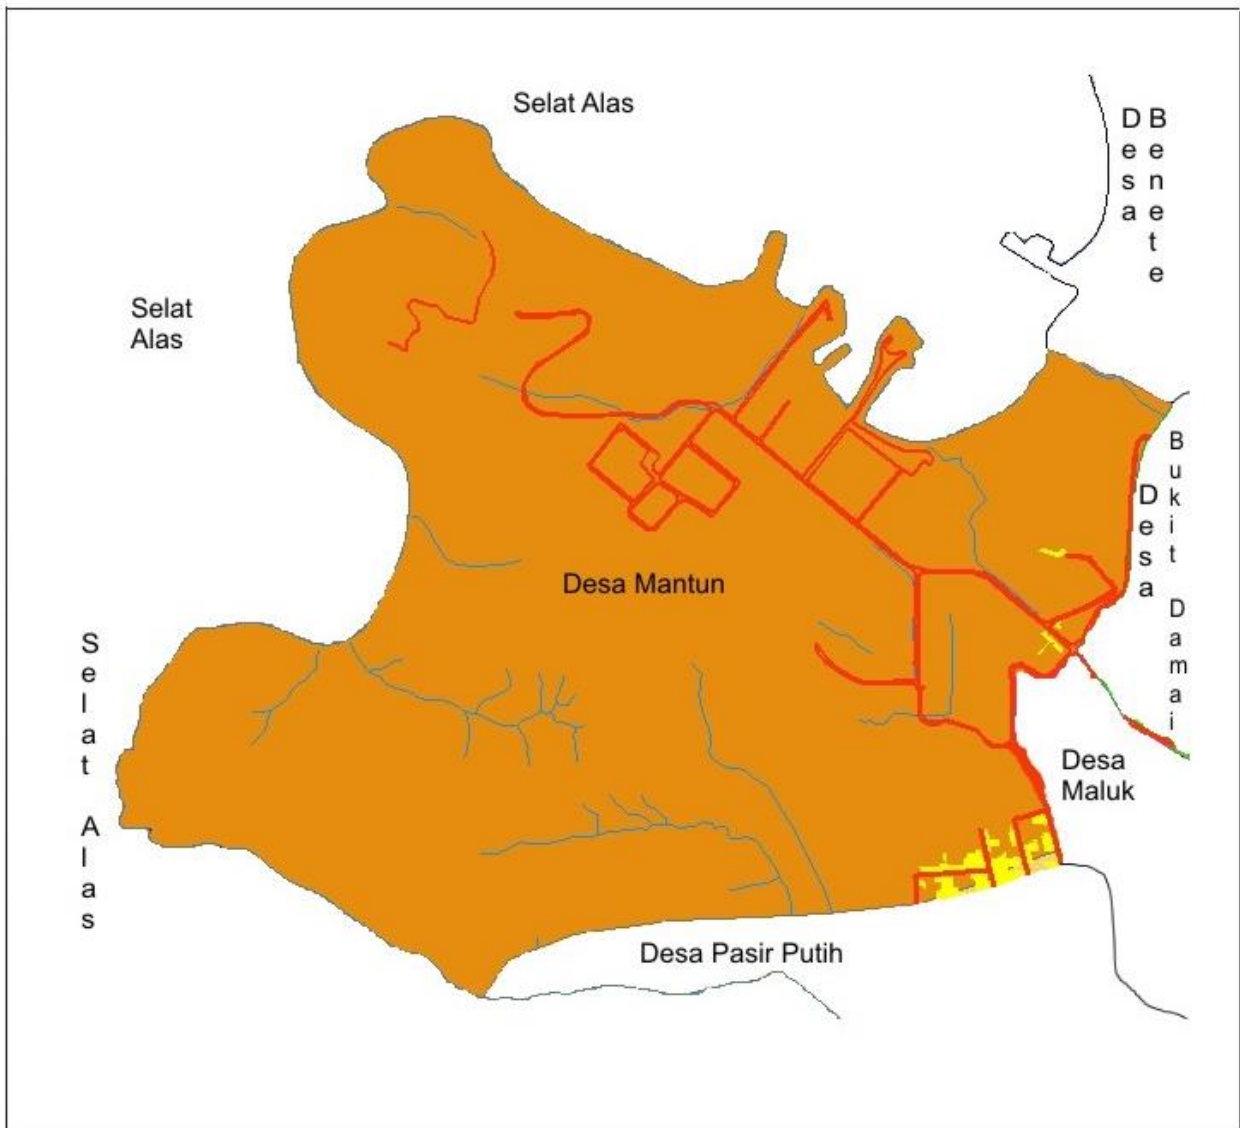 Selat Alas
Desa
Benete
Selat
Alas
Bukit Damai
Desa
Desa Mantun
Selat Alas
Desa
Maluk
Desa Pasir Putih